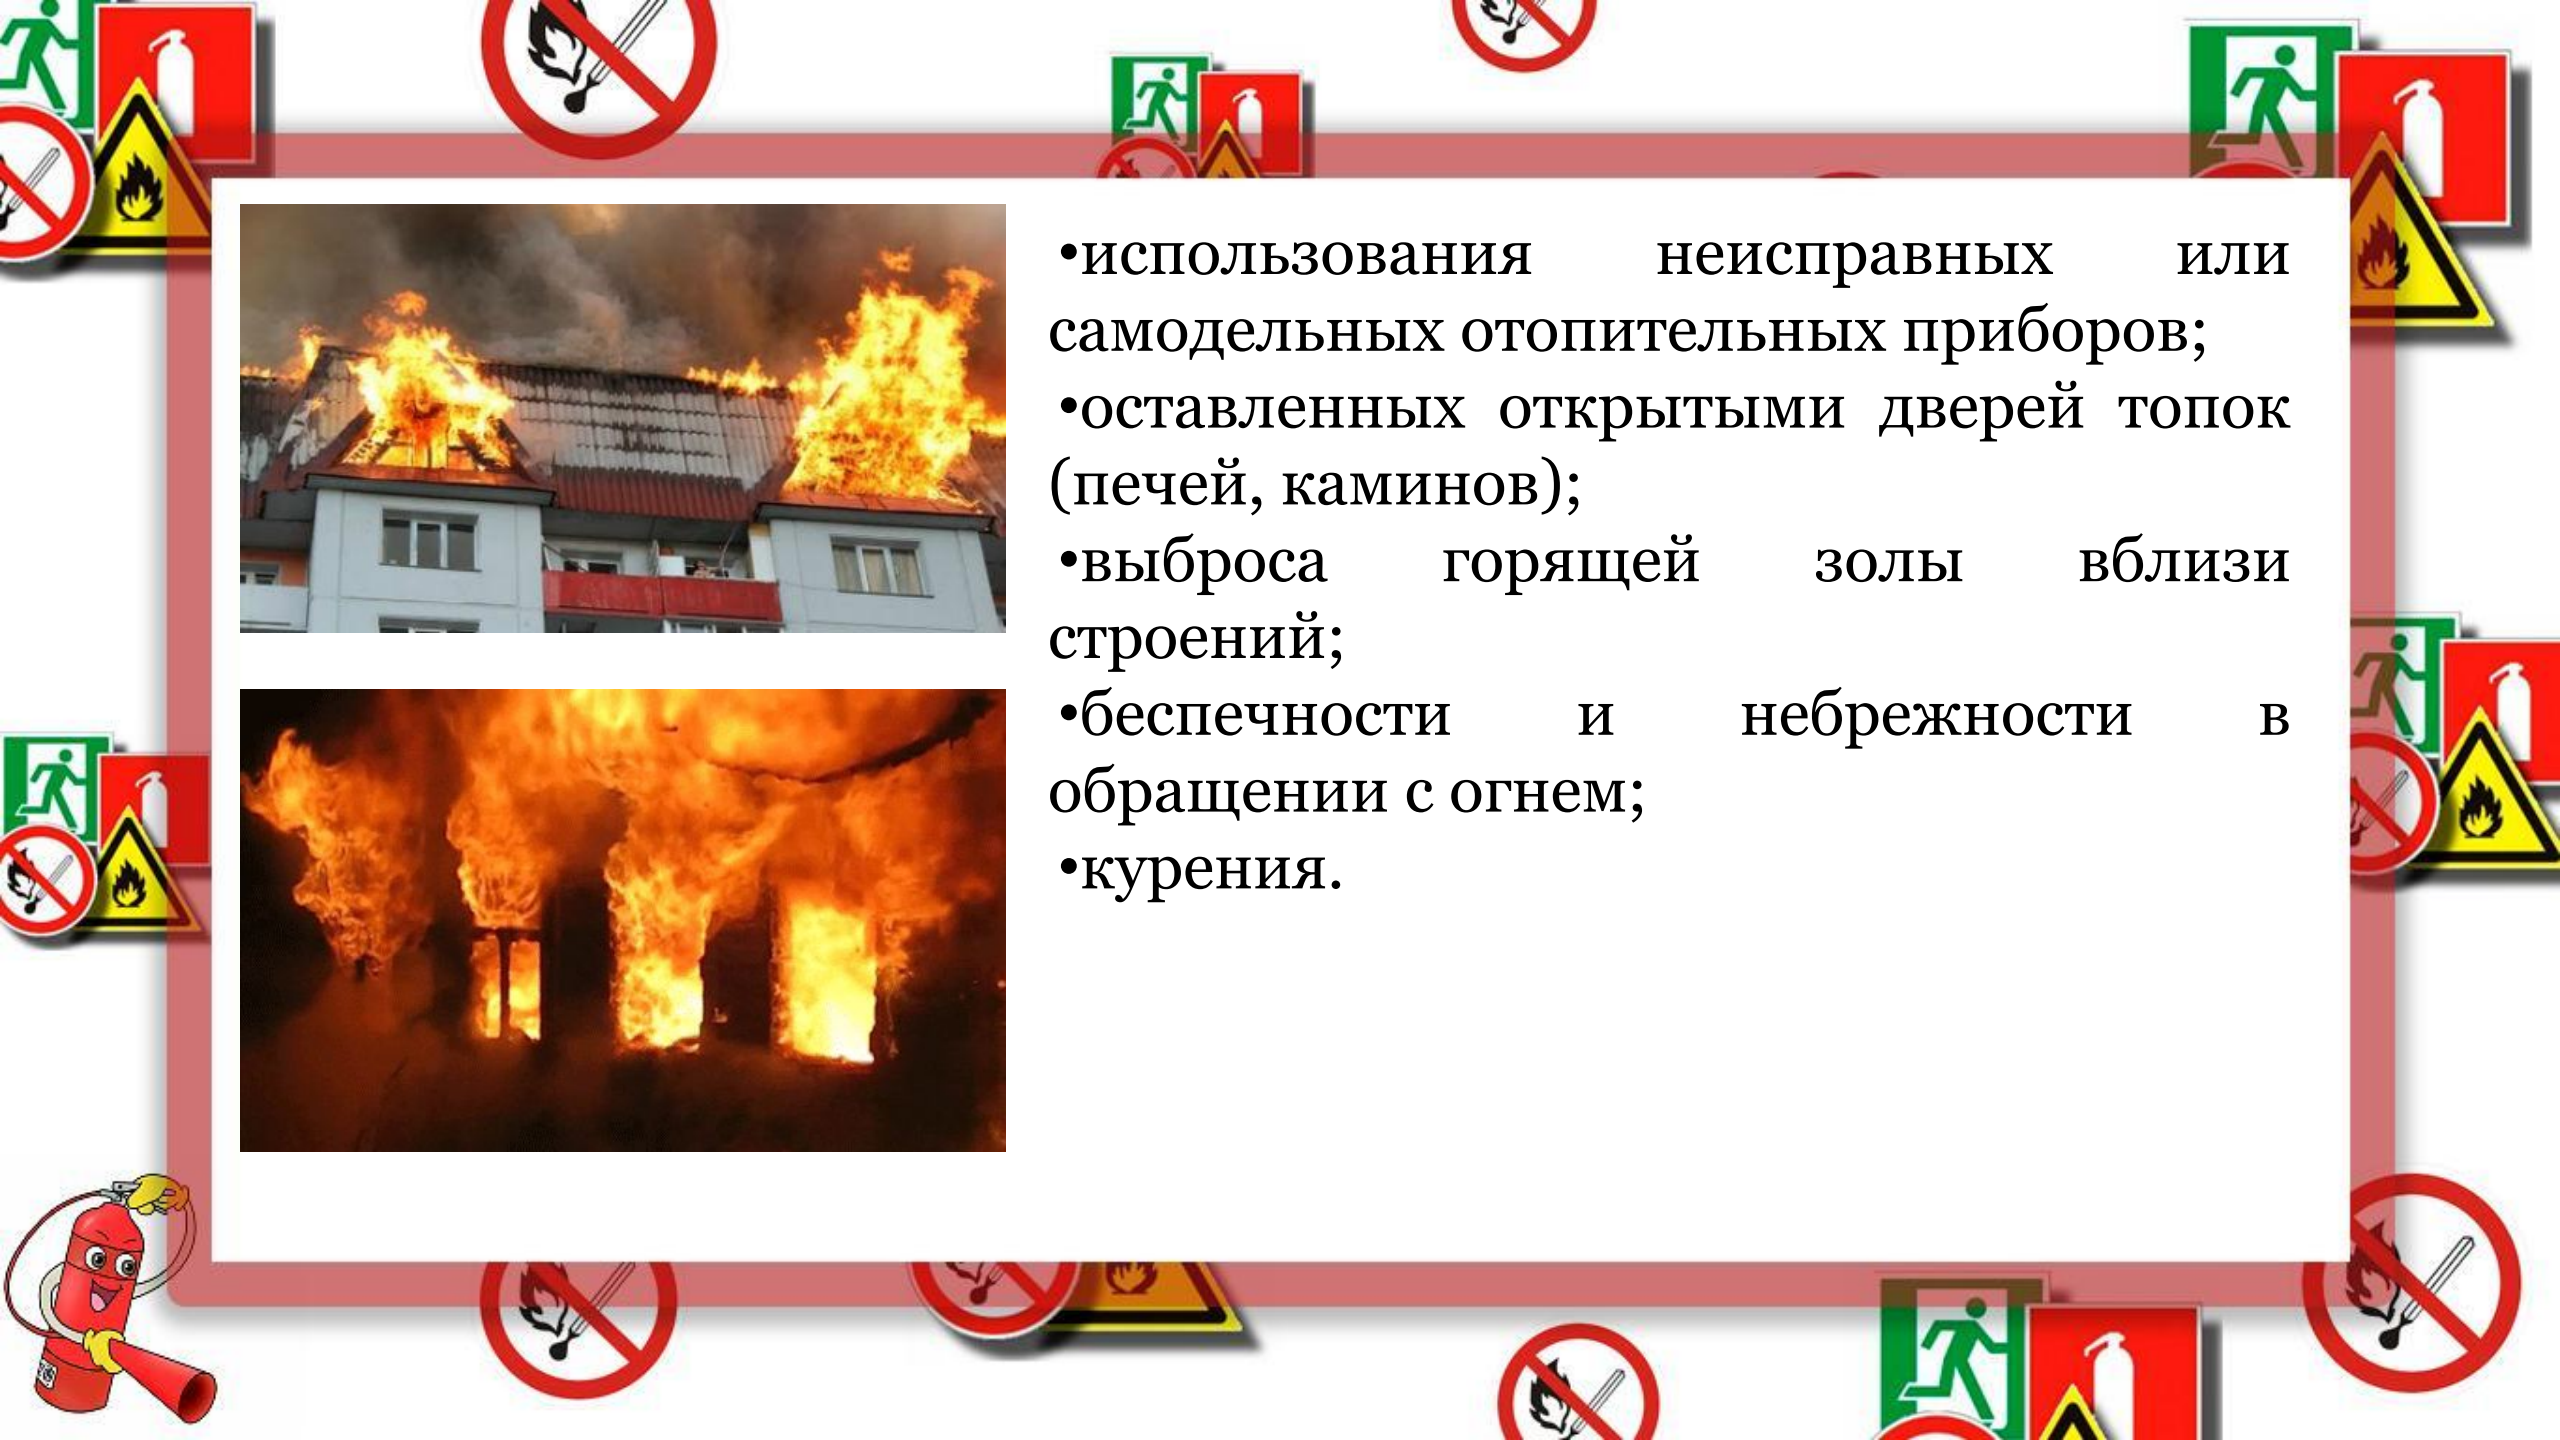 •использования неисправных или
самодельных отопительных приборов;
•оставленных открытыми дверей топок
(печей, каминов);
•выброса горящей золы вблизи
строений;
•беспечности и небрежности в
обращении с огнем;
•курения.